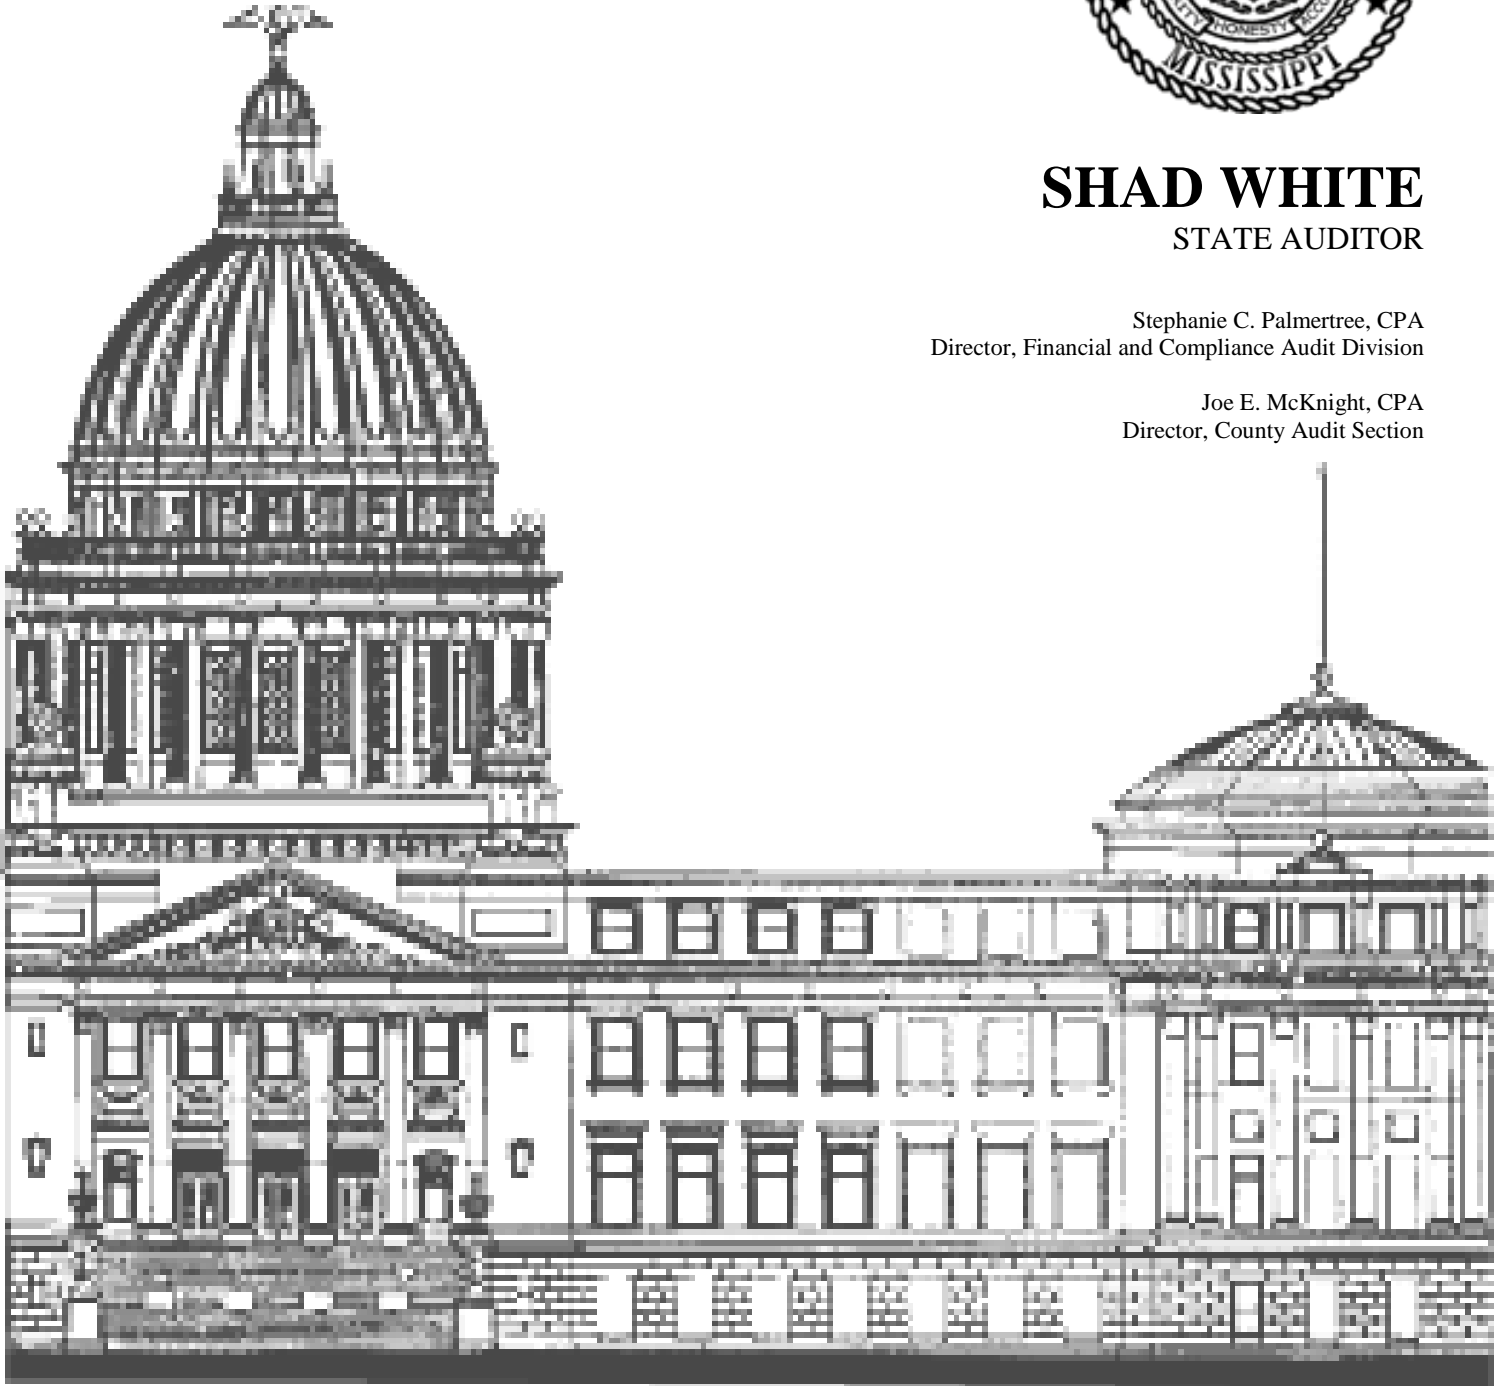 HONESTY
MISSISSIPPI
SHAD WHITE
STATE AUDITOR
Stephanie C. Palmertree, CPA
Director, Financial and Compliance Audit Division
Joe E. McKnight, CPA
Director, County Audit Section